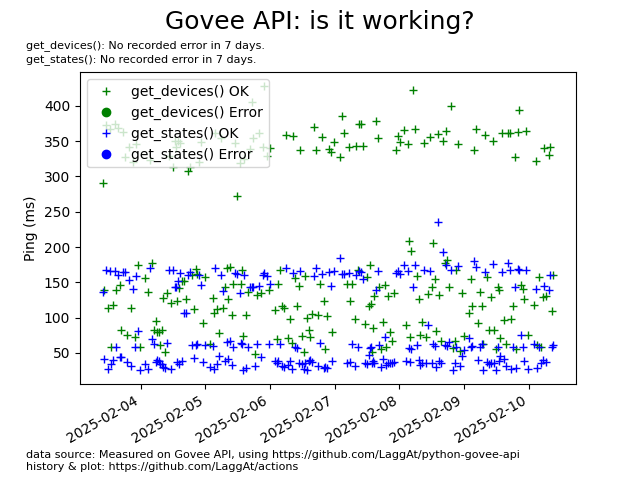 Govee API: is it working?
get_devices(): No recorded error in 7 days.
get_states(): No recorded error in 7 days.
get_devices() OK
get_devices() Error
get_states() OK
get_states() Error
Ping (ms)
400
350
300
250
200
150
100
50
2025-02-04
2025-02-05
2025-02-06
2025-02-07
2025-02-08
2025-02-09
2025-02-10
data source: Measured on Govee API, using https://github.com/LaggAt/python-govee-api
history & plot: https://github.com/LaggAt/actions